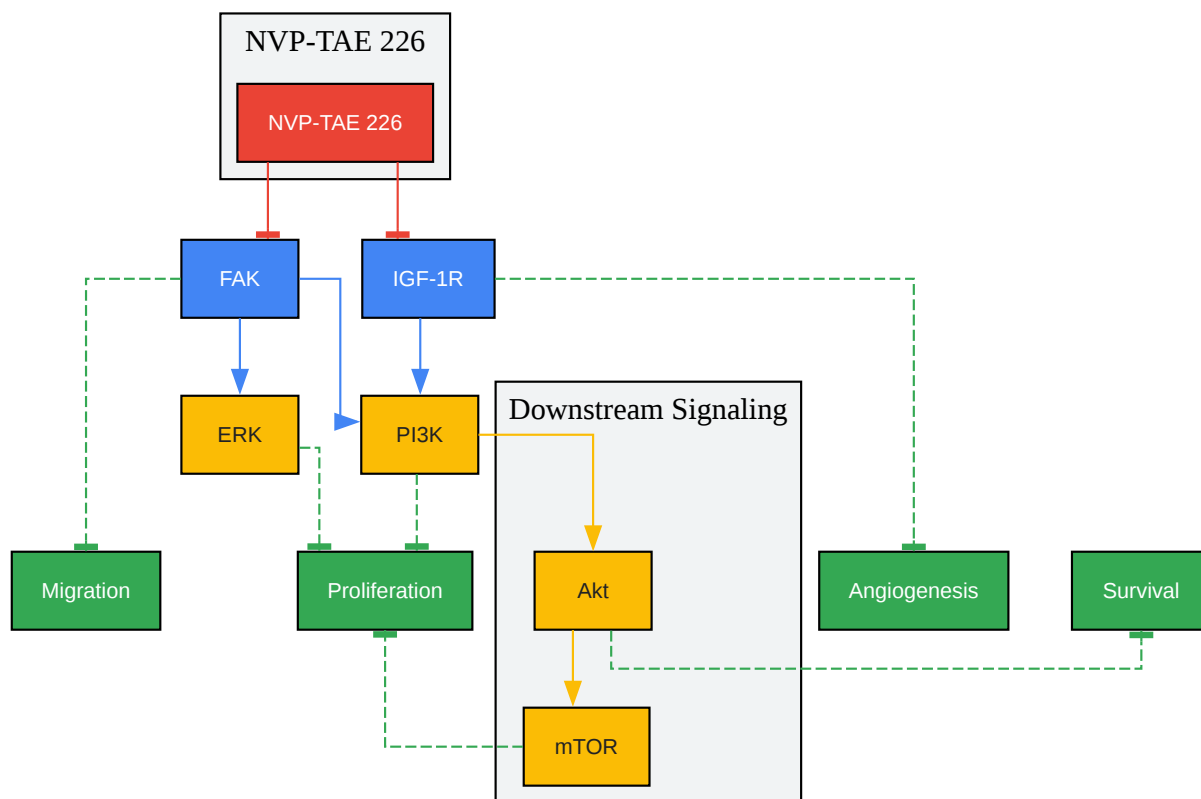 NVP-TAE 226
NVP-TAE 226
FAK
IGF-1R
ERK
PI3K
Downstream Signaling
Migration
Proliferation
Akt
Angiogenesis
Survival
mTOR